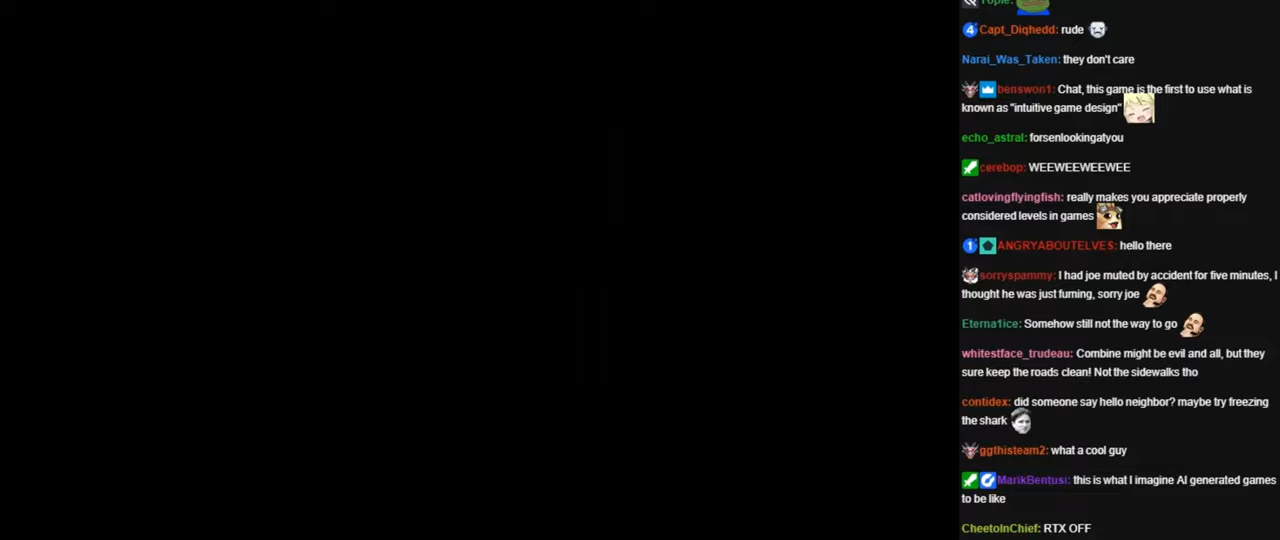 Topie:
Capt_Diqhedd: rude
Narai_Was_Taken: they don't care
benswon1: Chat, this game is the first to use what is
known as "intuitive game design"
echo_astral: forsenlookingatyou
cerebop: WEEWEEWEEWEE
catlovingflyingfish: really makes you appreciate properly
considered levels in games
ANGRYABOUTELVES: hello there
sorryspammy: I had joe muted by accident for five minutes, I
thought he was just fuming, sorry joe
Eterna1ice: Somehow still not the way to go
whitestface_trudeau: Combine might be evil and all, but they
sure keep the roads clean! Not the sidewalks tho
contidex: did someone say hello neighbor? maybe try freezing
the shark
ggthisteam2: what a cool guy
MarikBentusi: this is what I imagine AI generated games
to be like
CheetoInChief: RTX OFF